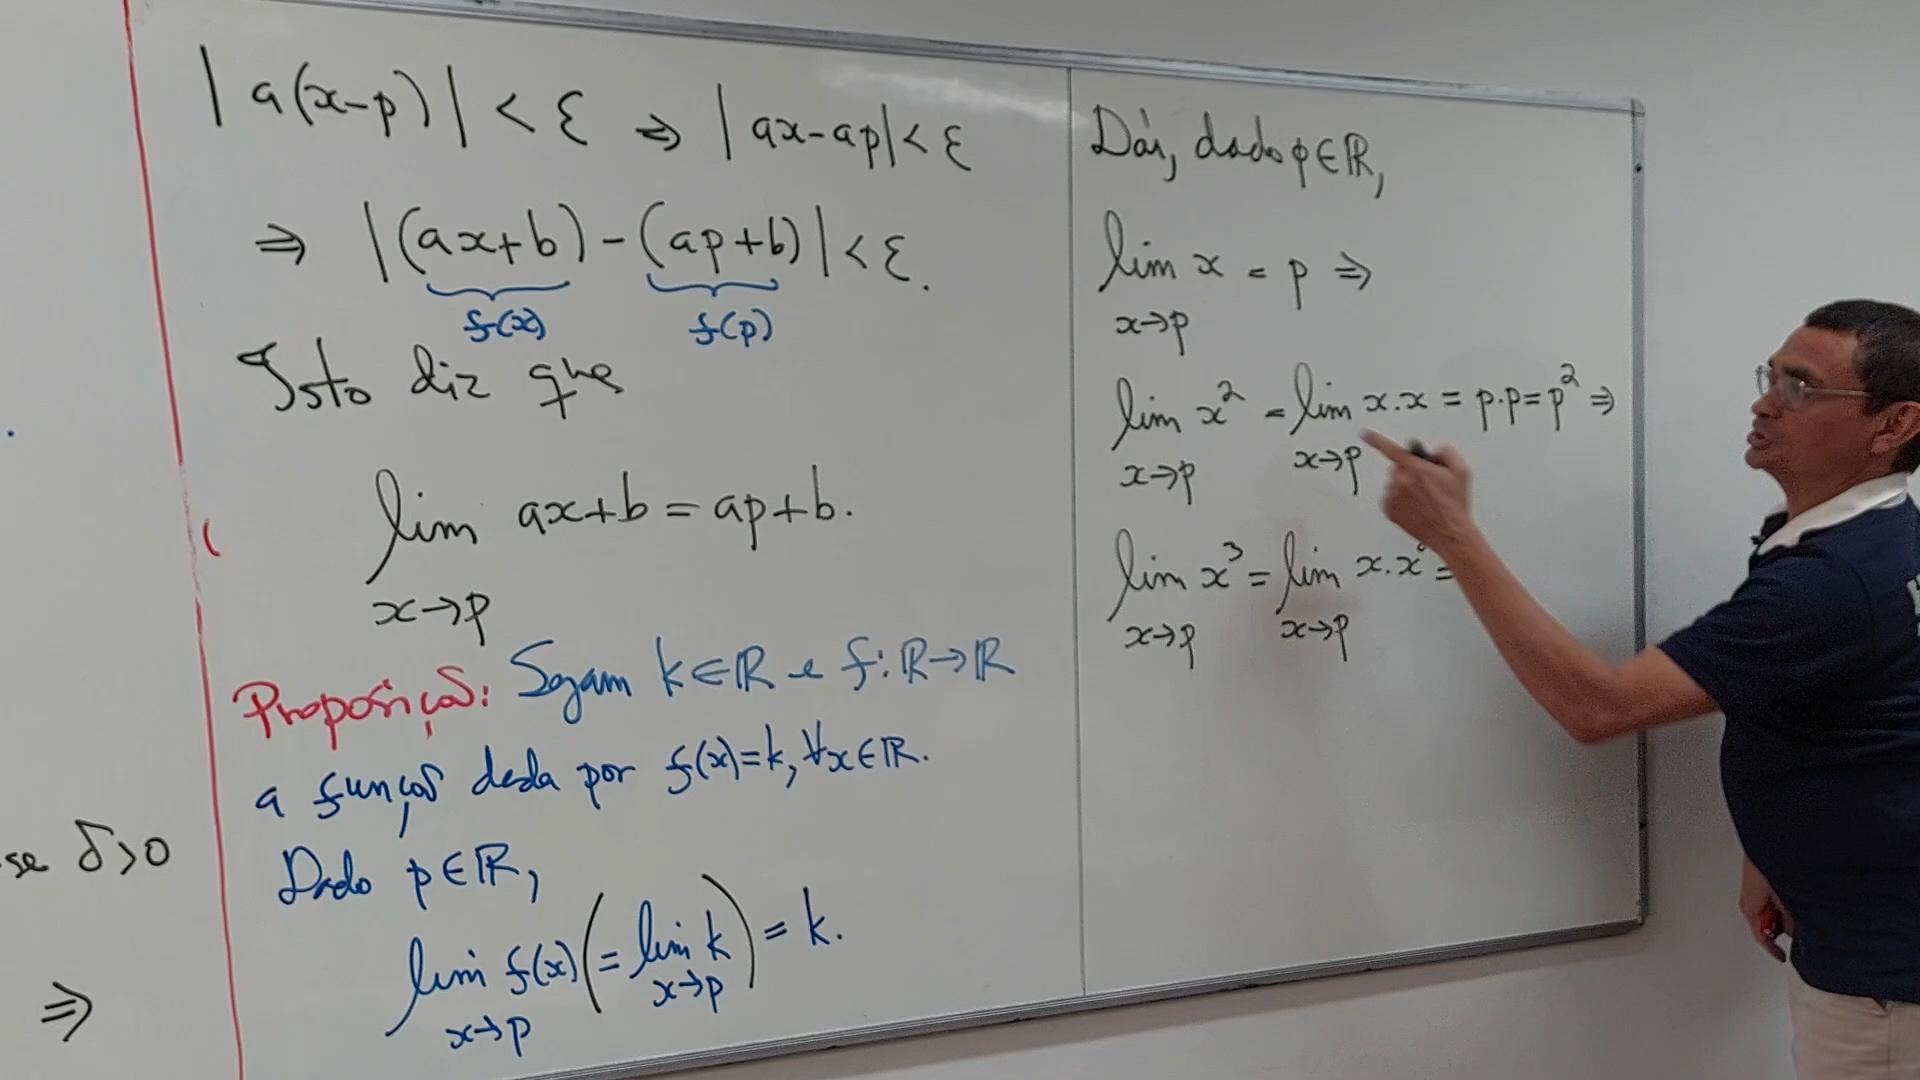 | a(x-p) | < ε ⇒ | ax-ap | < ε
⇒ |(ax+b) - (ap+b)| < ε.
f(x) f(p)
Isto diz que
lim ax+b = ap+b.
x→p
Proposição: Sejam k∈ℝ e f:ℝ→ℝ
a função dada por f(x)=k, ∀x∈ℝ.
Dado p∈ℝ,
lim f(x) (= lim k) = k.
x→p x→p
se δ>0
⇒
Daí, dado p∈ℝ,
lim x = p ⇒
x→p
lim x² = lim x.x = p.p = p² ⇒
x→p x→p
lim x³ = lim x.x² =
x→p x→p